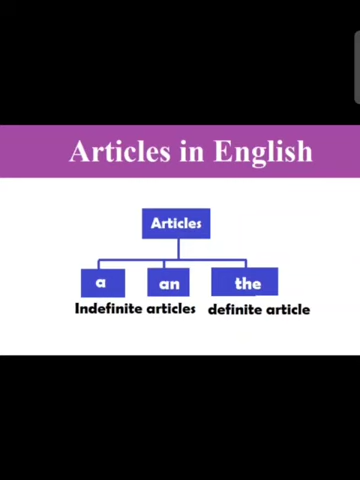 Articles in English
Articles
a an the
Indefinite articles definite article